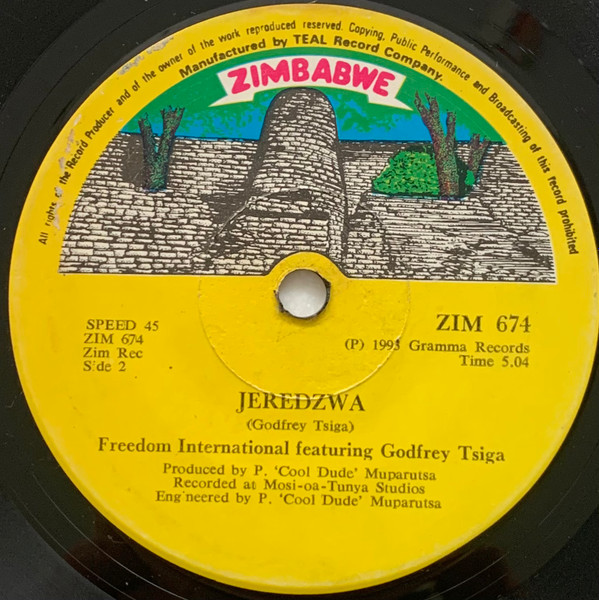 All rights of the Record Producer and of the owner of the work reproduced reserved. Copying, Public Performance and Broadcasting of this record prohibited
Manufactured by TEAL Record Company.
ZIMBABWE
SPEED 45
ZIM 674
Zim Rec
Side 2
ZIM 674
(P) 1993 Gramma Records
Time 5.04
JEREDZWA
(Godfrey Tsiga)
Freedom International featuring Godfrey Tsiga
Produced by P. ‘Cool Dude’ Muparutsa
Recorded at Mosi-oa-Tunya Studios
Engineered by P. ‘Cool Dude’ Muparutsa